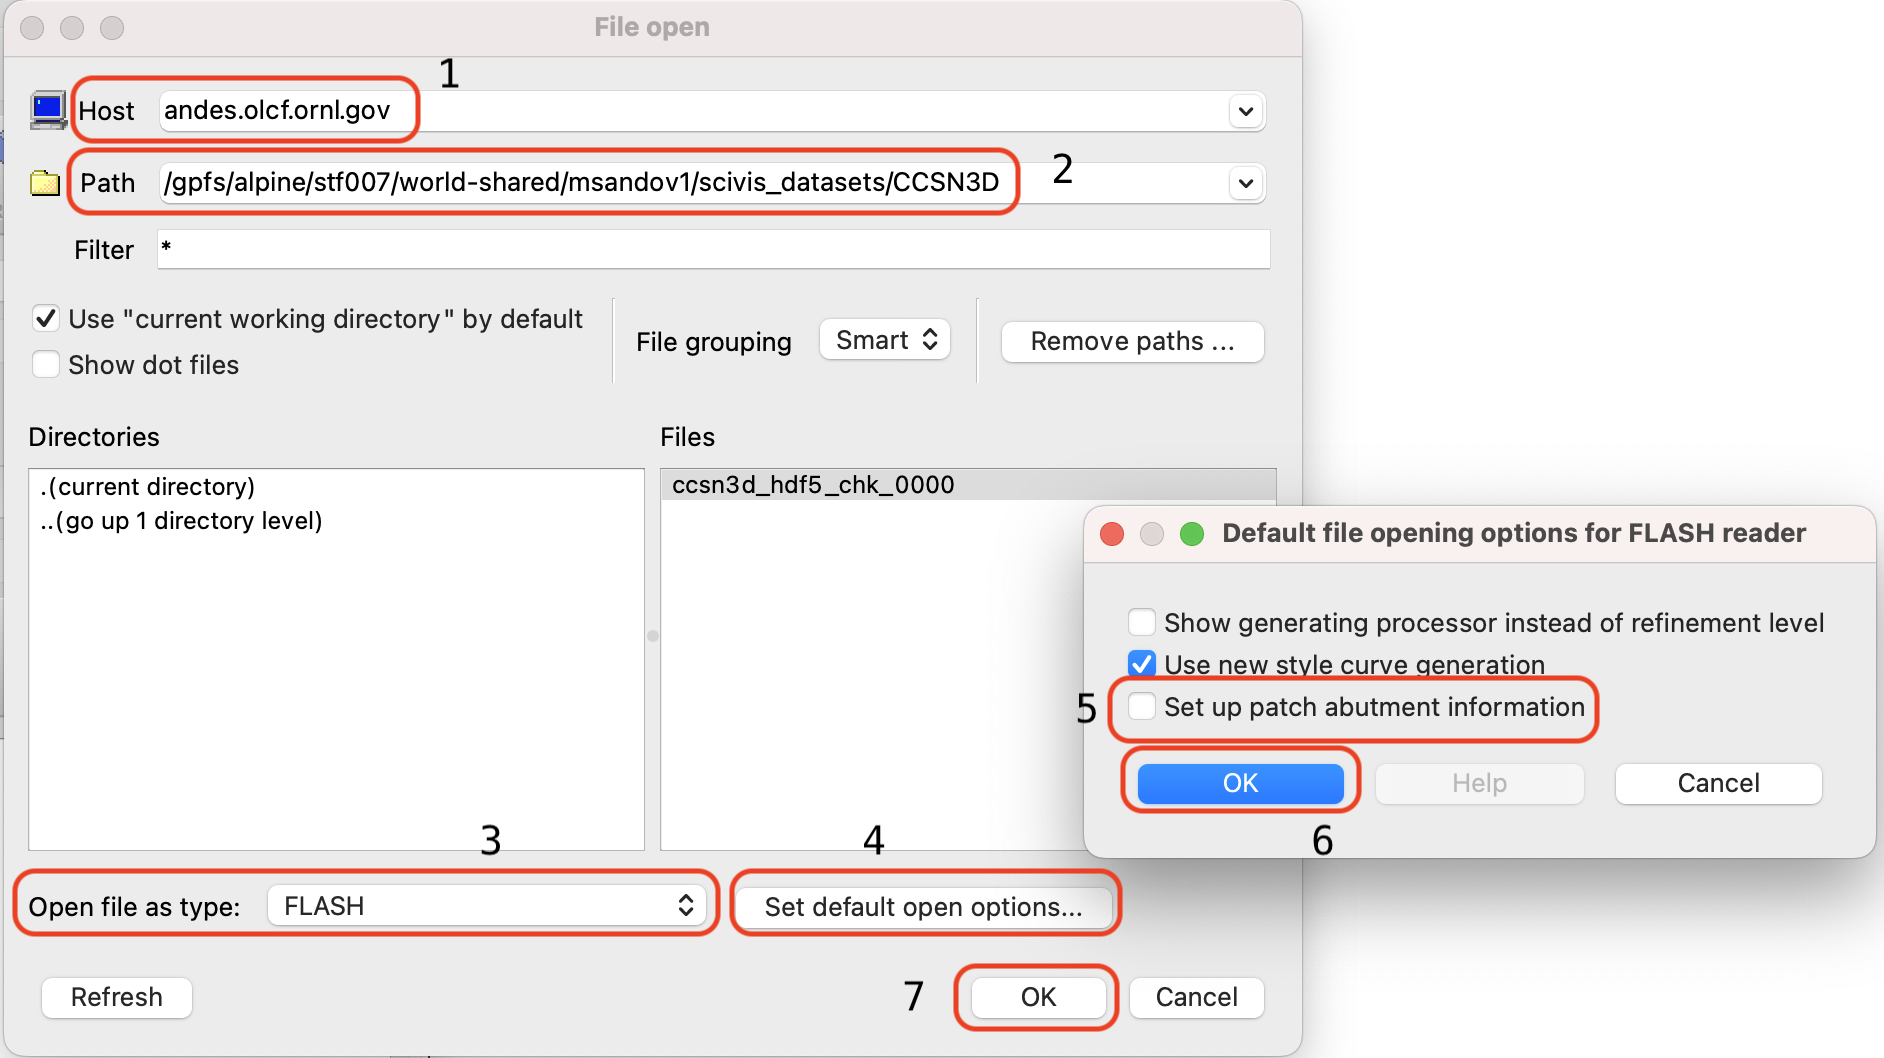 File open
1
Host andes.olcf.ornl.gov
2
Path /gpfs/alpine/stf007/world-shared/msandov1/scivis_datasets/CCSN3D
Filter *
Use "current working directory" by default
Show dot files
File grouping Smart
Remove paths ...
Directories
.(current directory)
..(go up 1 directory level)
Files
ccsn3d_hdf5_chk_0000
Default file opening options for FLASH reader
Show generating processor instead of refinement level
Use new style curve generation
5 Set up patch abutment information
OK Help Cancel
6
3
4
Open file as type: FLASH
Set default open options...
Refresh
7 OK Cancel